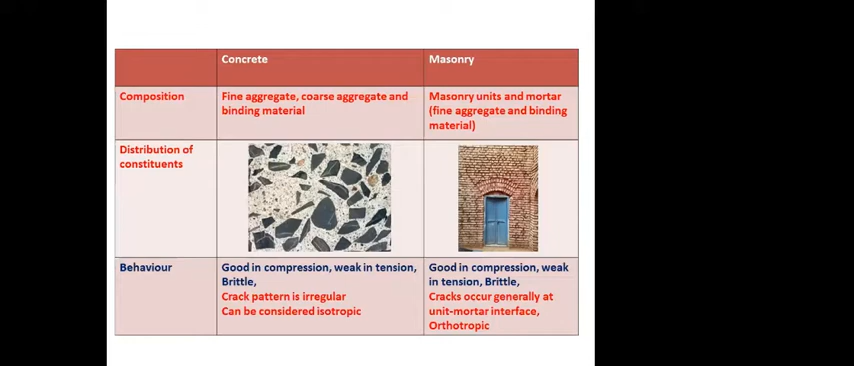 Concrete
Masonry
Composition
Fine aggregate, coarse aggregate and
binding material
Masonry units and mortar
(fine aggregate and binding
material)
Distribution of
constituents
Behaviour
Good in compression, weak in tension,
Brittle,
Crack pattern is irregular
Can be considered isotropic
Good in compression, weak
in tension, Brittle,
Cracks occur generally at
unit-mortar interface,
Orthotropic